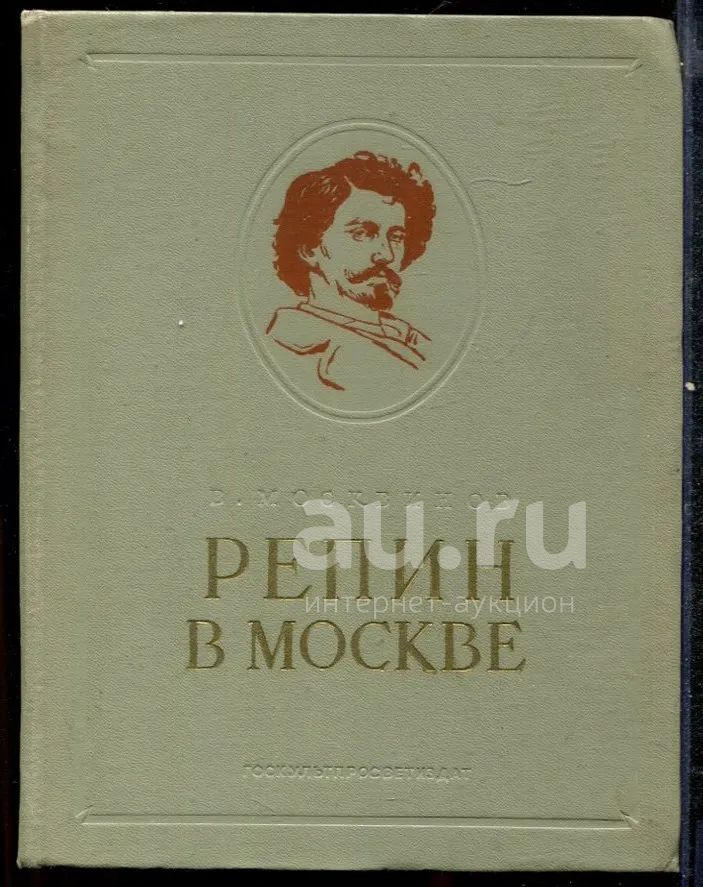 В. МОСКВИНОВ
au.ru
РЕПИН
интернет-аукцион
В МОСКВЕ
ГОСКУЛЬТПРОСВЕТИЗДАТ